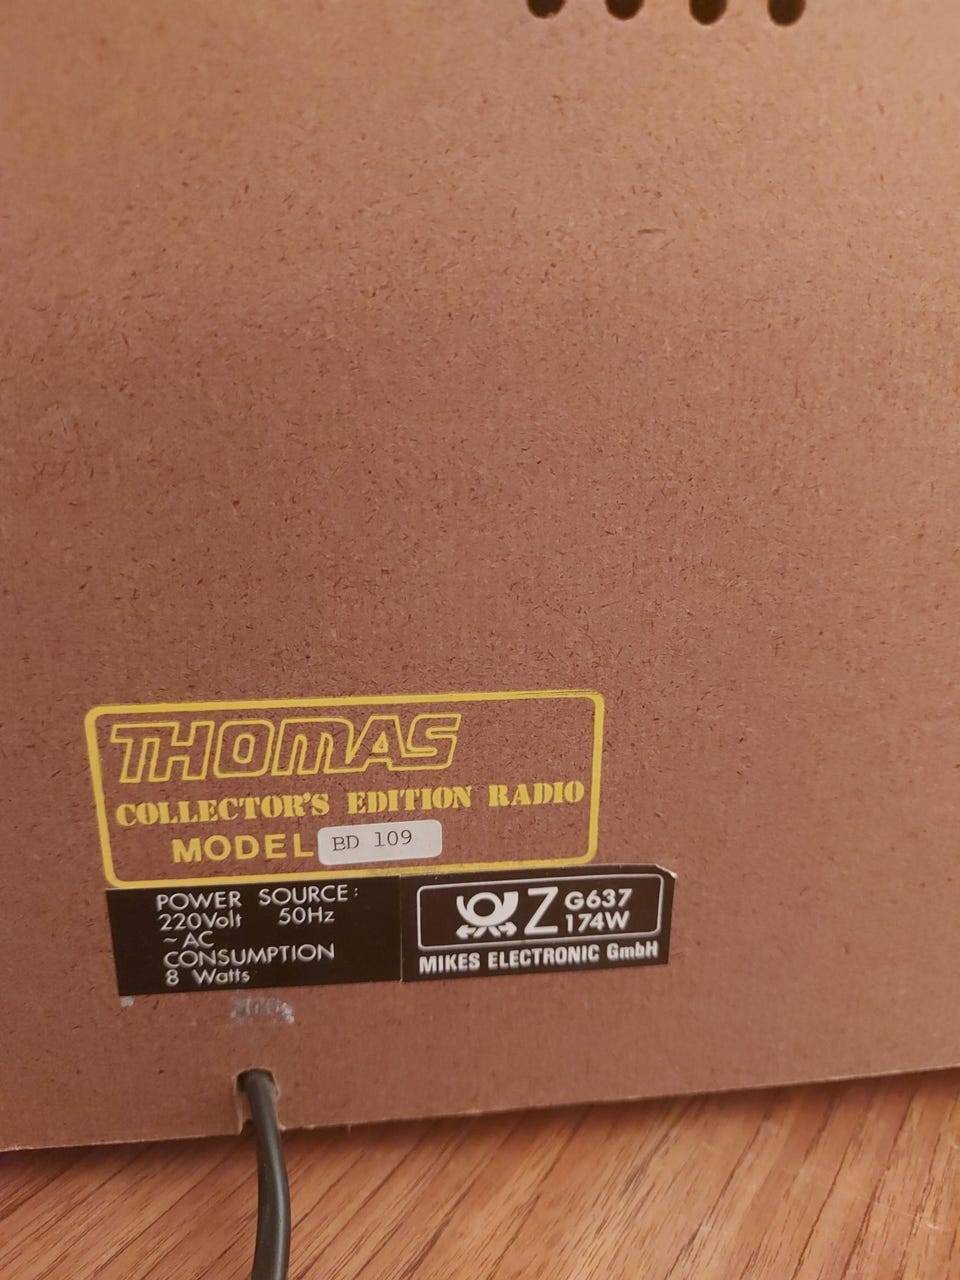 THOMAS
COLLECTOR'S EDITION RADIO
MODEL BD 109
POWER SOURCE:
220Volt 50Hz
~AC
CONSUMPTION
8 Watts
Z G637
174W
MIKES ELECTRONIC GmbH